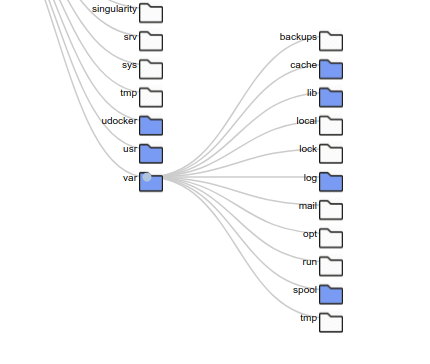 singularity
srv
sys
tmp
udocker
usr
var
backups
cache
lib
local
lock
log
mail
opt
run
spool
tmp